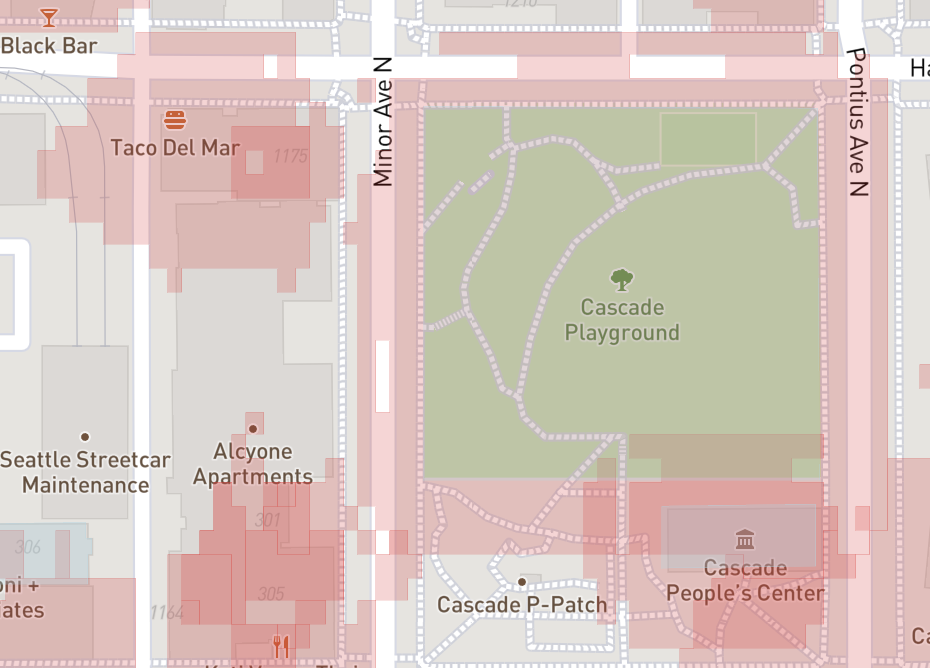 1210
Black Bar
Ha
Minor Ave N
Pontius Ave N
Taco Del Mar
1175
Cascade
Playground
Seattle Streetcar
Maintenance
Alcyone
Apartments
301
306
oni +
iates
305
1164
Cascade P-Patch
Cascade
People's Center
Ca